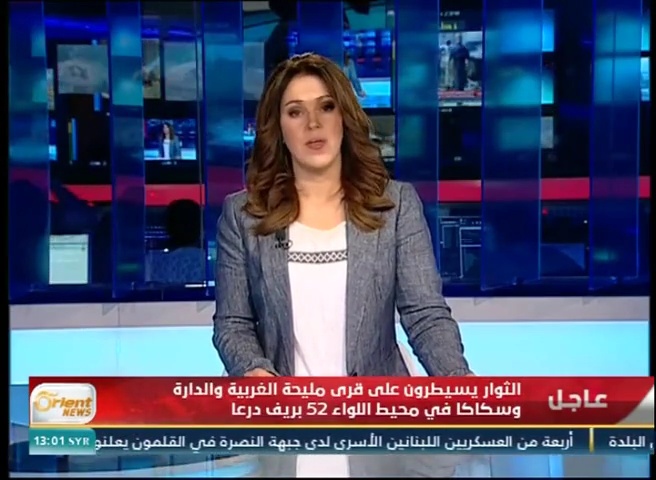 الثوار يسيطرون على قرى مليحة الغربية والدارة
وسكاكا في محيط اللواء 52 بريف درعا
عاجل
Orient
NEWS
13:01 SYR
البلدة
أربعة من العسكريين اللبنانين الأسرى لدى جبهة النصرة في القلمون يعلنو